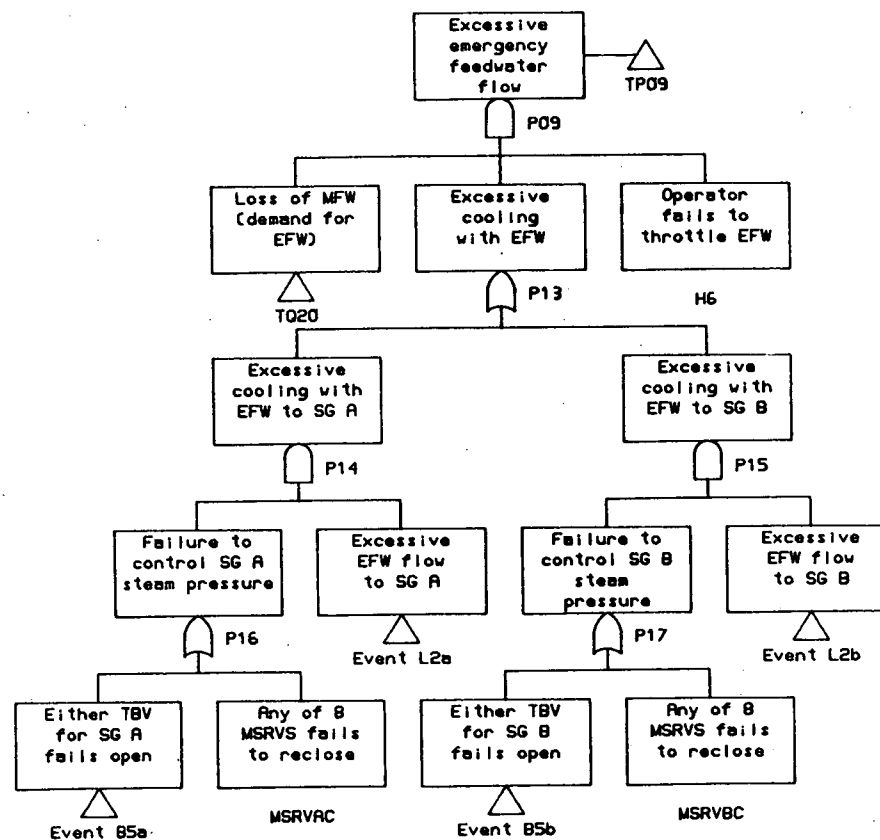 Excessive
emergency
feedwater
flow
TP09
P09
Loss of MFW
(demand for
EFW)
Excessive
cooling
with EFW
Operator
fails to
throttle EFW
TQ20
P13
H6
Excessive
cooling with
EFW to SG A
Excessive
cooling with
EFW to SG B
P14
P15
Failure to
control SG A
steam pressure
Excessive
EFW flow
to SG A
Failure to
control SG B
steam
pressure
Excessive
EFW flow
to SG B
P16
Event L2a
P17
Event L2b
Either TBV
for SG A
fails open
Any of 8
MSRVS fails
to reclose
Either TBV
for SG B
fails open
Any of 8
MSRVS fails
to reclose
Event B5a
MSRVAC
Event B5b
MSRVBC